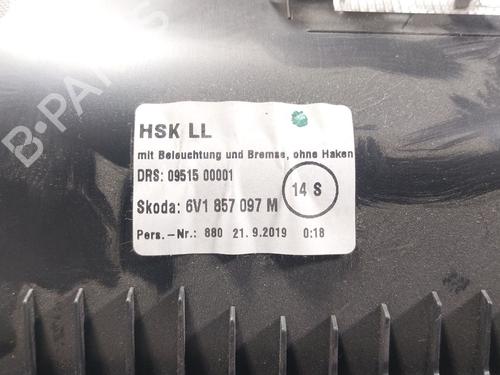 HSK LL
mit Beleuchtung und Bremse, ohne Haken
DRS: 09515 00001
14 S
Skoda: 6V1 857 097 M
Pers.-Nr.: 880 21.9.2019 0:18
B-PARTS